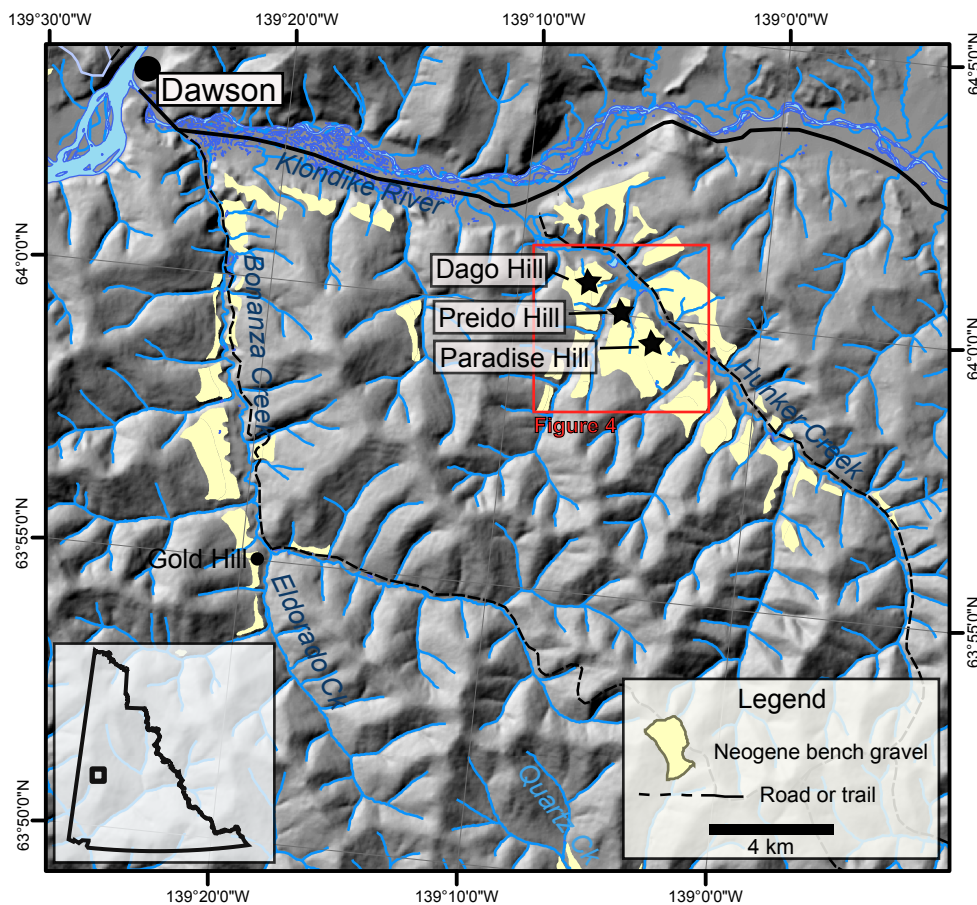 139°30'0"W
139°20'0"W
139°10'0"W
139°0'0"W
64°5'0"N
Dawson
Klondike River
64°0'0"N
Dago Hill
Bonanza Creek
Preido Hill
Paradise Hill
64°0'0"N
Hunker Creek
Figure 4
63°55'0"N
Gold Hill
Eldorado Ck
63°55'0"N
Legend
Neogene bench gravel
Quartz Ck
Road or trail
63°50'0"N
4 km
139°20'0"W
139°10'0"W
139°0'0"W